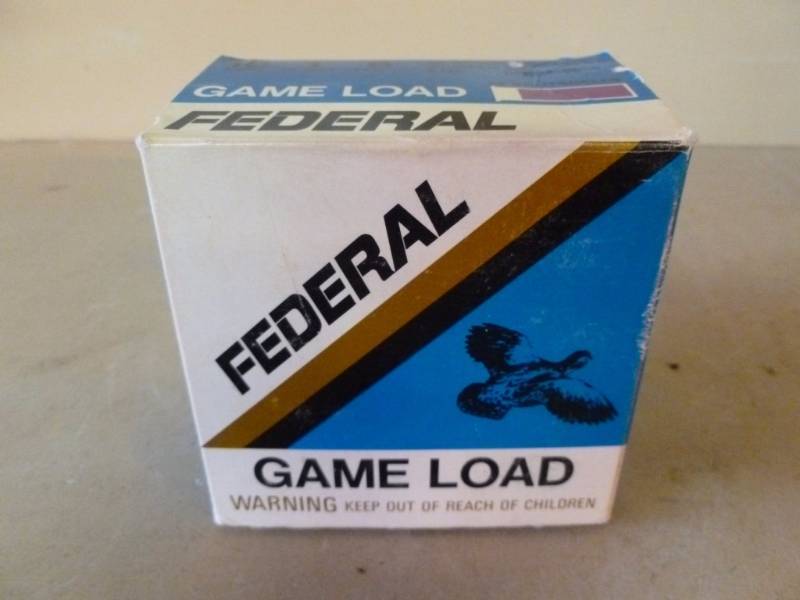 GAME LOAD
FEDERAL
FEDERAL
GAME LOAD
WARNING KEEP OUT OF REACH OF CHILDREN